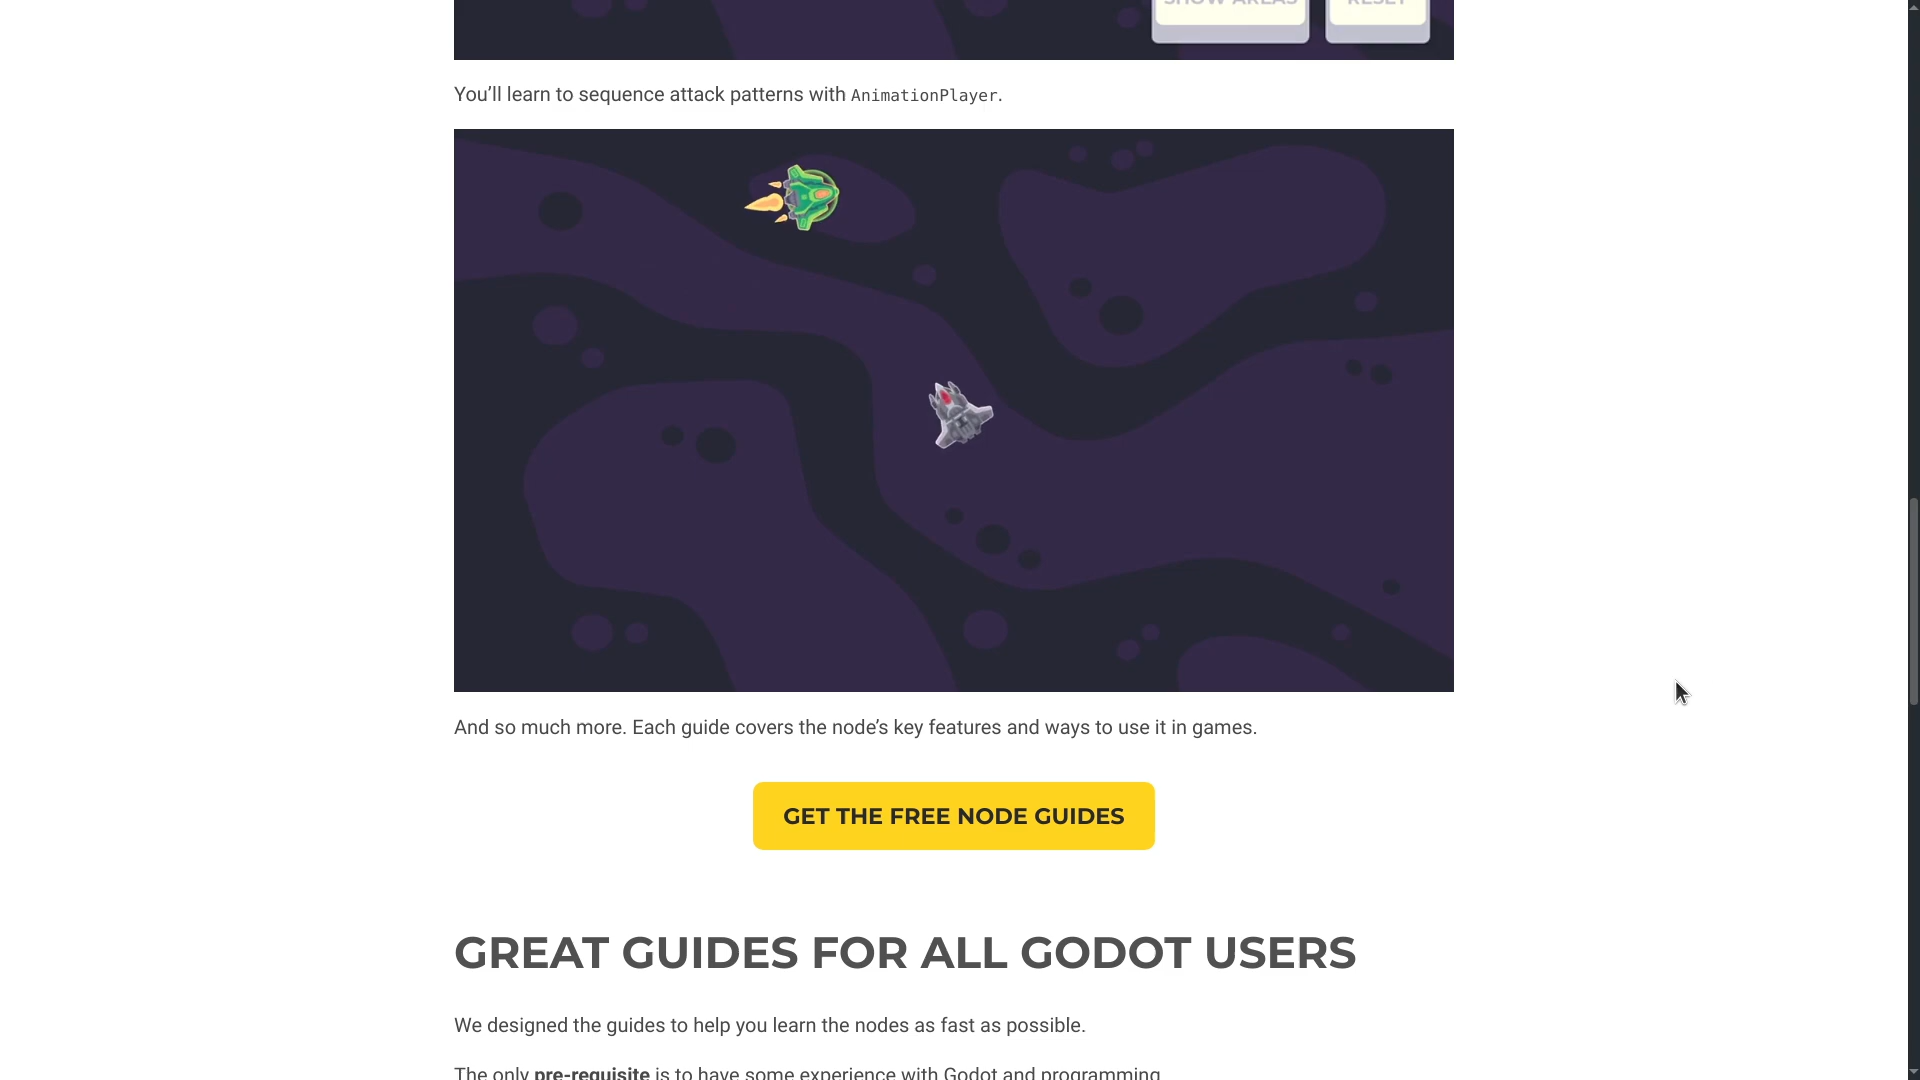 SHOW AREAS RESET
You’ll learn to sequence attack patterns with AnimationPlayer.
And so much more. Each guide covers the node’s key features and ways to use it in games.
GET THE FREE NODE GUIDES
GREAT GUIDES FOR ALL GODOT USERS
We designed the guides to help you learn the nodes as fast as possible.
The only pre-requisite is to have some experience with Godot and programming